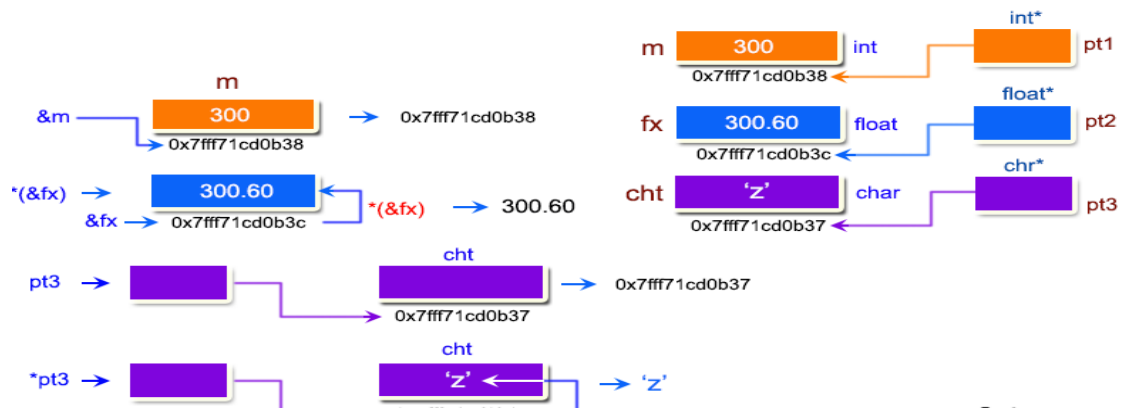 m
&m
300
0x7fff71cd0b38
0x7fff71cd0b38
*(&fx)
300.60
&fx
0x7fff71cd0b3c
*(&fx)
300.60
pt3
cht
0x7fff71cd0b37
0x7fff71cd0b37
*pt3
cht
'z'
'z'
int*
m
300
int
pt1
0x7fff71cd0b38
float*
fx
300.60
float
pt2
0x7fff71cd0b3c
chr*
cht
'z'
char
pt3
0x7fff71cd0b37